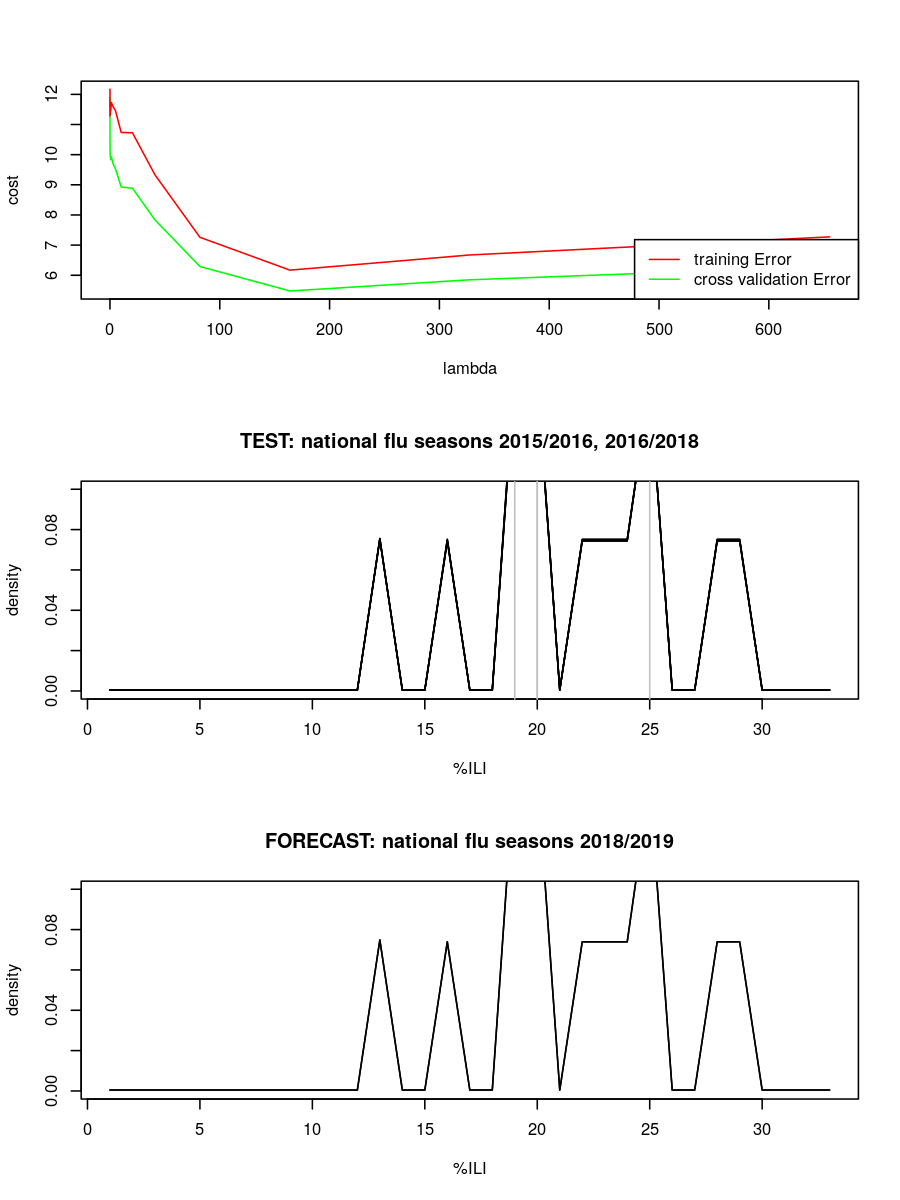 cost
12
10
9
8
7
6
training Error
cross validation Error
0 100 200 300 400 500 600
lambda
TEST: national flu seasons 2015/2016, 2016/2018
density
0.08
0.04
0.00
0 5 10 15 20 25 30
%ILI
FORECAST: national flu seasons 2018/2019
density
0.08
0.04
0.00
0 5 10 15 20 25 30
%ILI